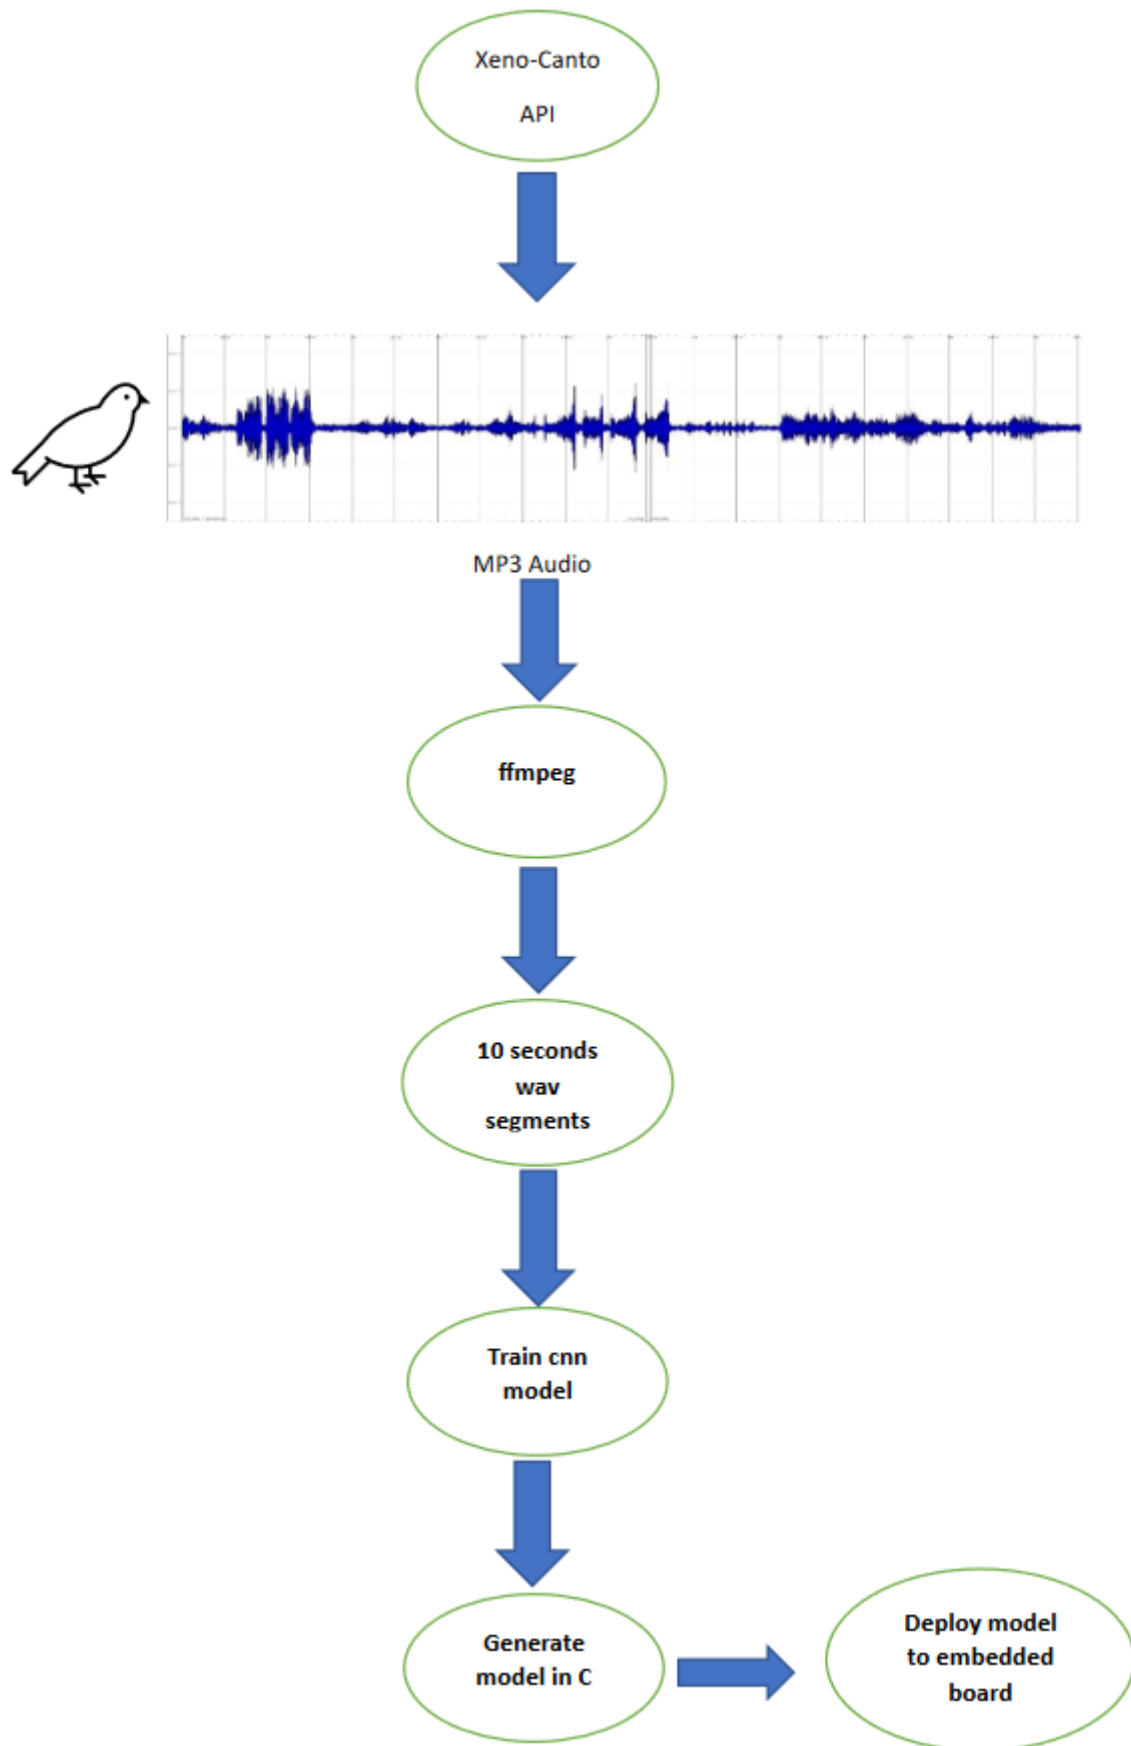 Xeno-Canto
API
MP3 Audio
ffmpeg
10 seconds
wav
segments
Train cnn
model
Generate
model in C
Deploy model
to embedded
board